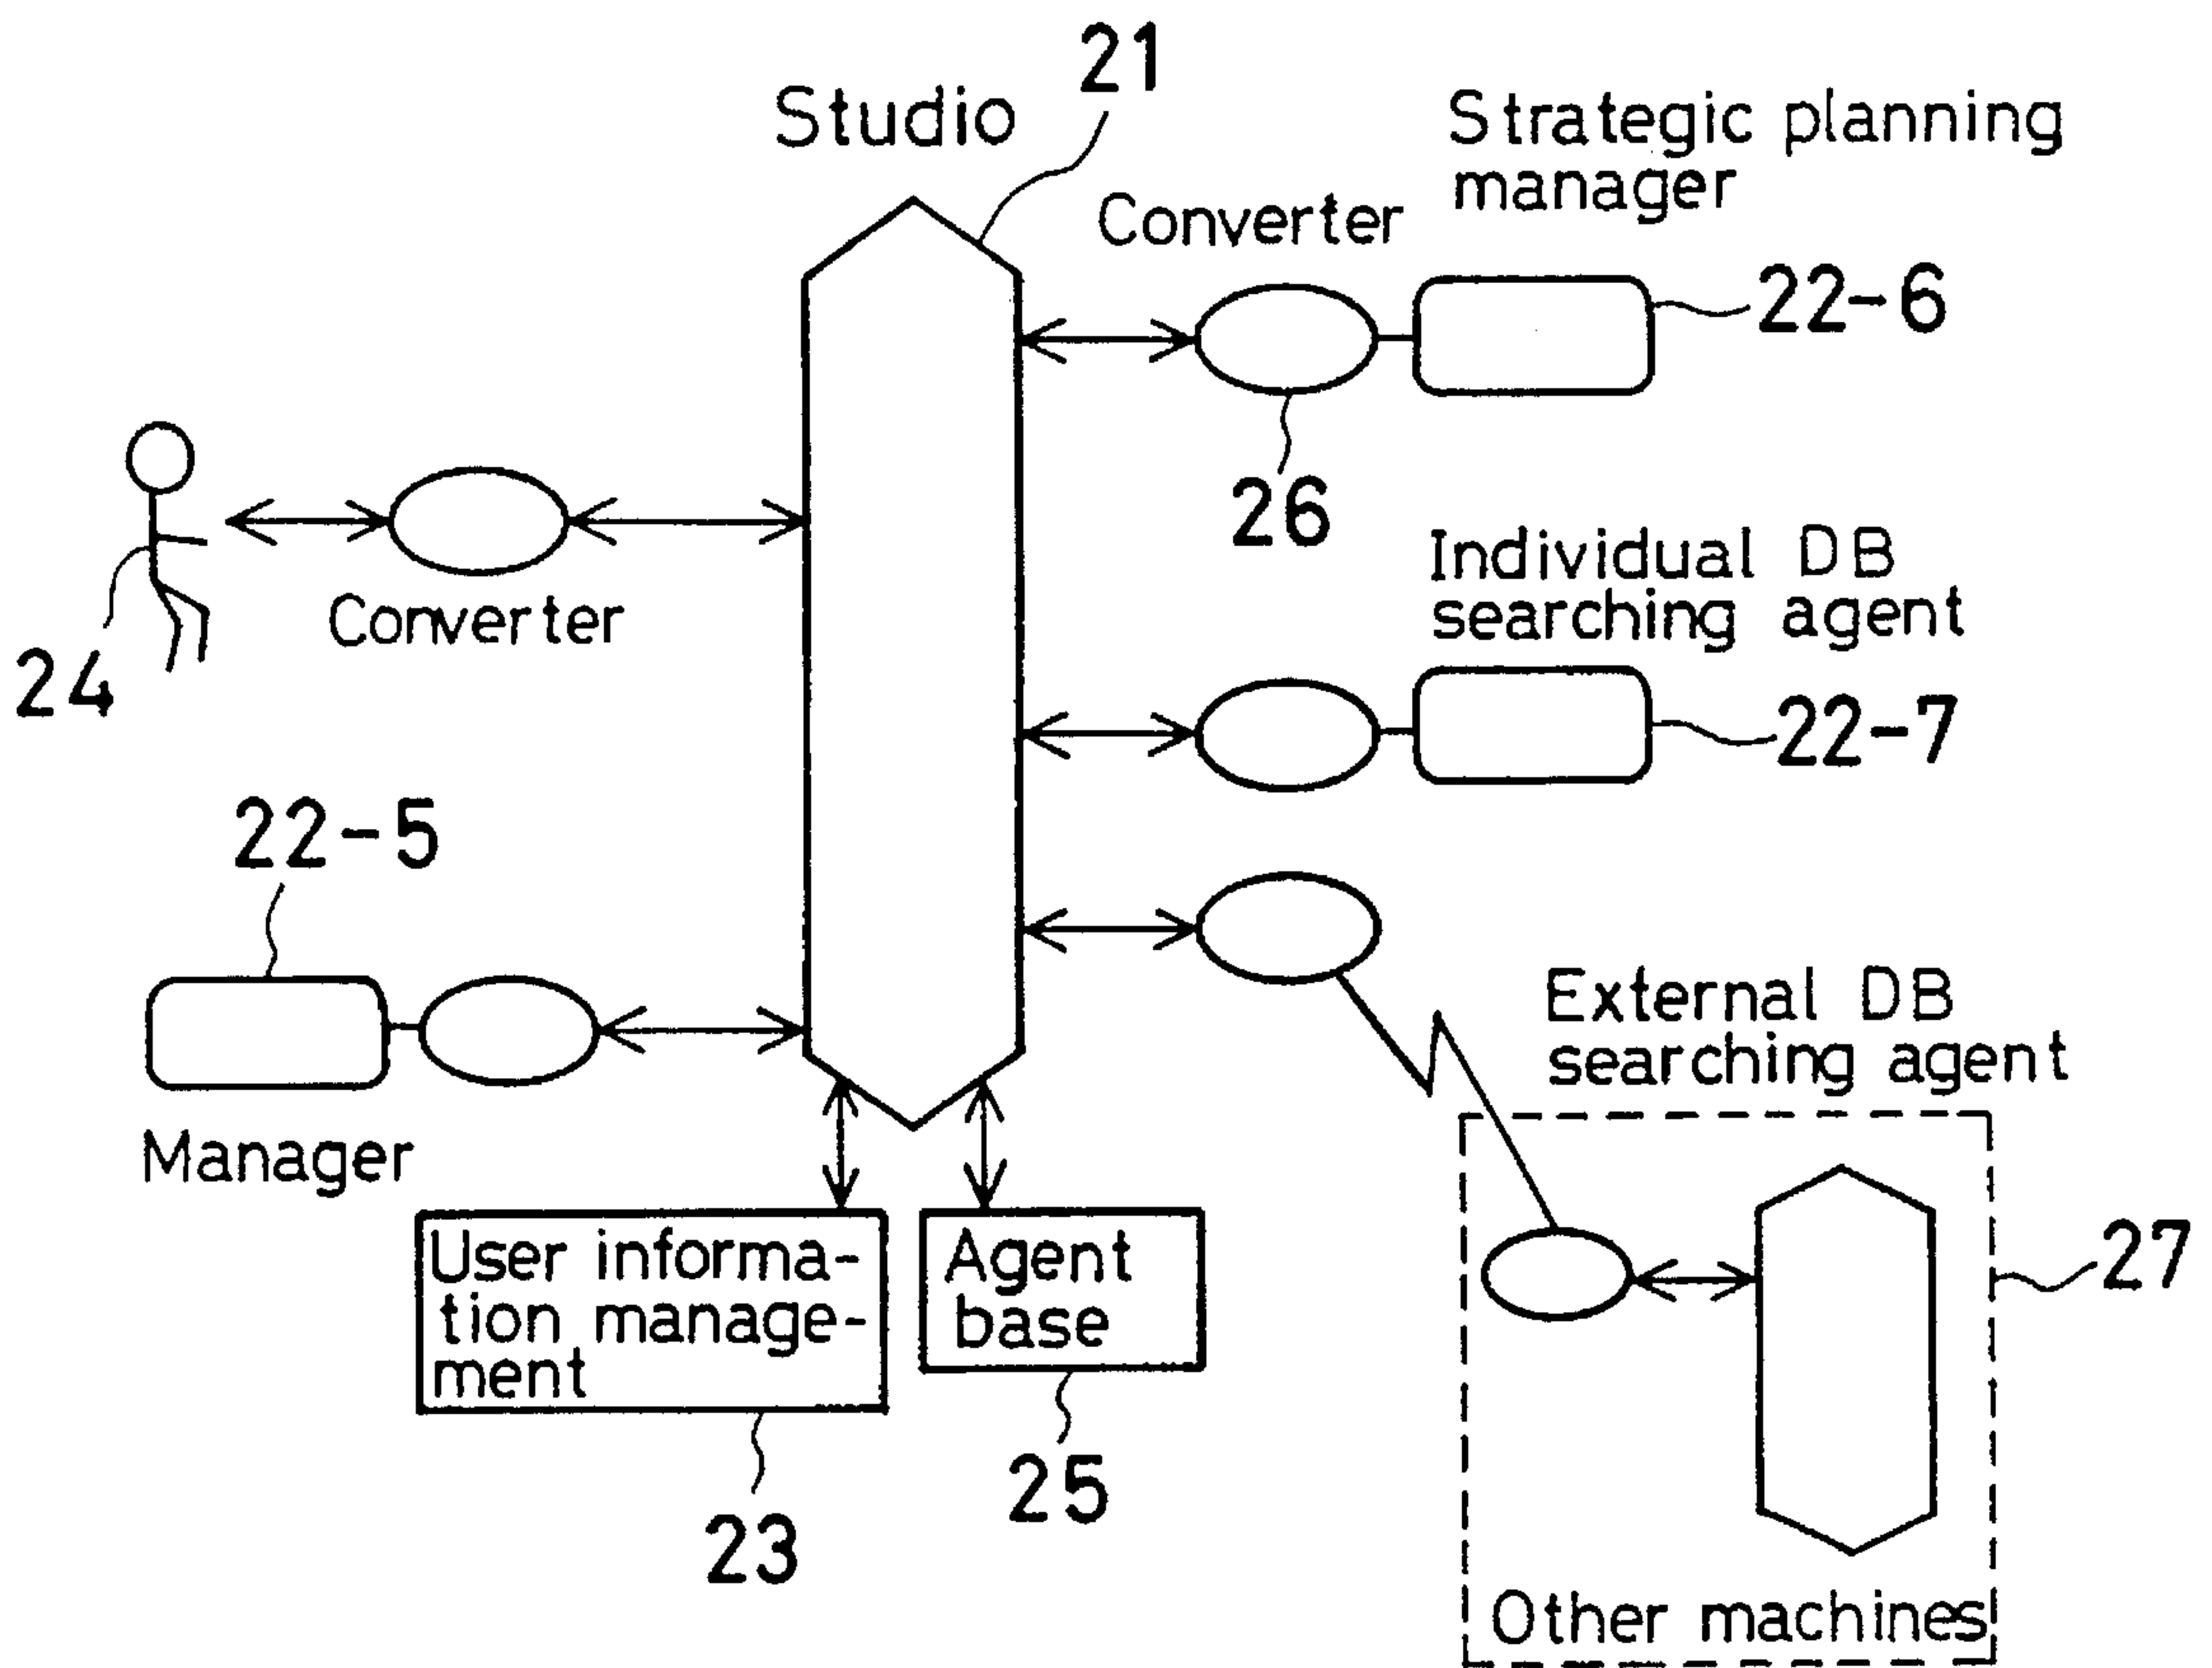 21
Studio
Strategic planning
manager
Converter
22-6
26
Individual DB
searching agent
Converter
24
22-7
22-5
External DB
searching agent
Manager
User informa-
tion manage-
ment
Agent
base
27
25
23
Other machines